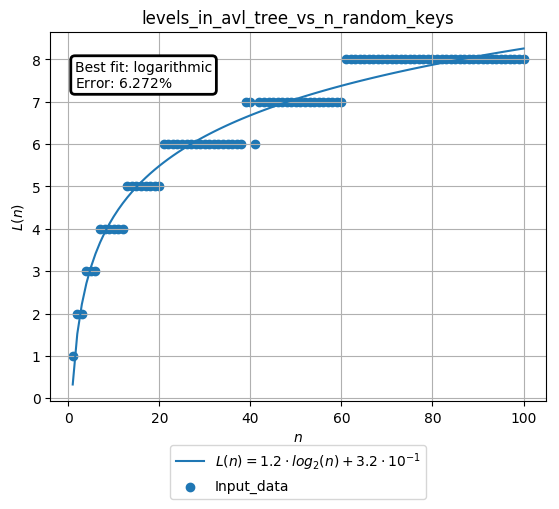 levels_in_avl_tree_vs_n_random_keys
Best fit: logarithmic
Error: 6.272%
8
7
6
5
4
3
2
1
0
L(n)
0 20 40 60 80 100
n
L(n) = 1.2 · log₂(n) + 3.2 · 10⁻¹
Input_data